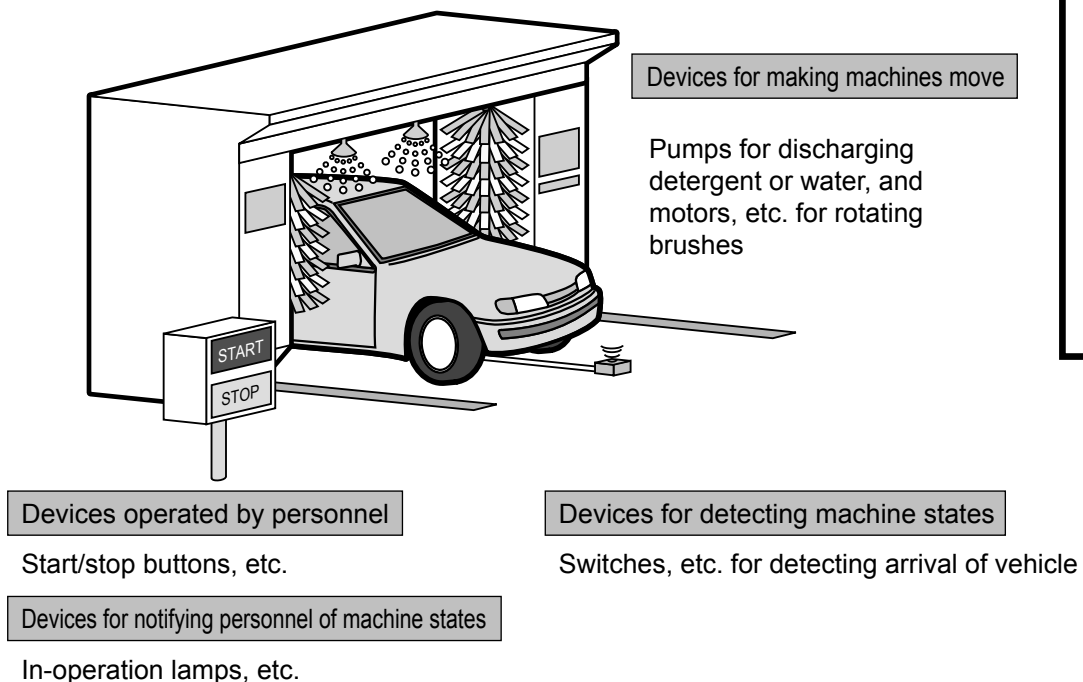 Devices for making machines move
Pumps for discharging
detergent or water, and
motors, etc. for rotating
brushes
START
STOP
Devices operated by personnel
Start/stop buttons, etc.
Devices for notifying personnel of machine states
In-operation lamps, etc.
Devices for detecting machine states
Switches, etc. for detecting arrival of vehicle